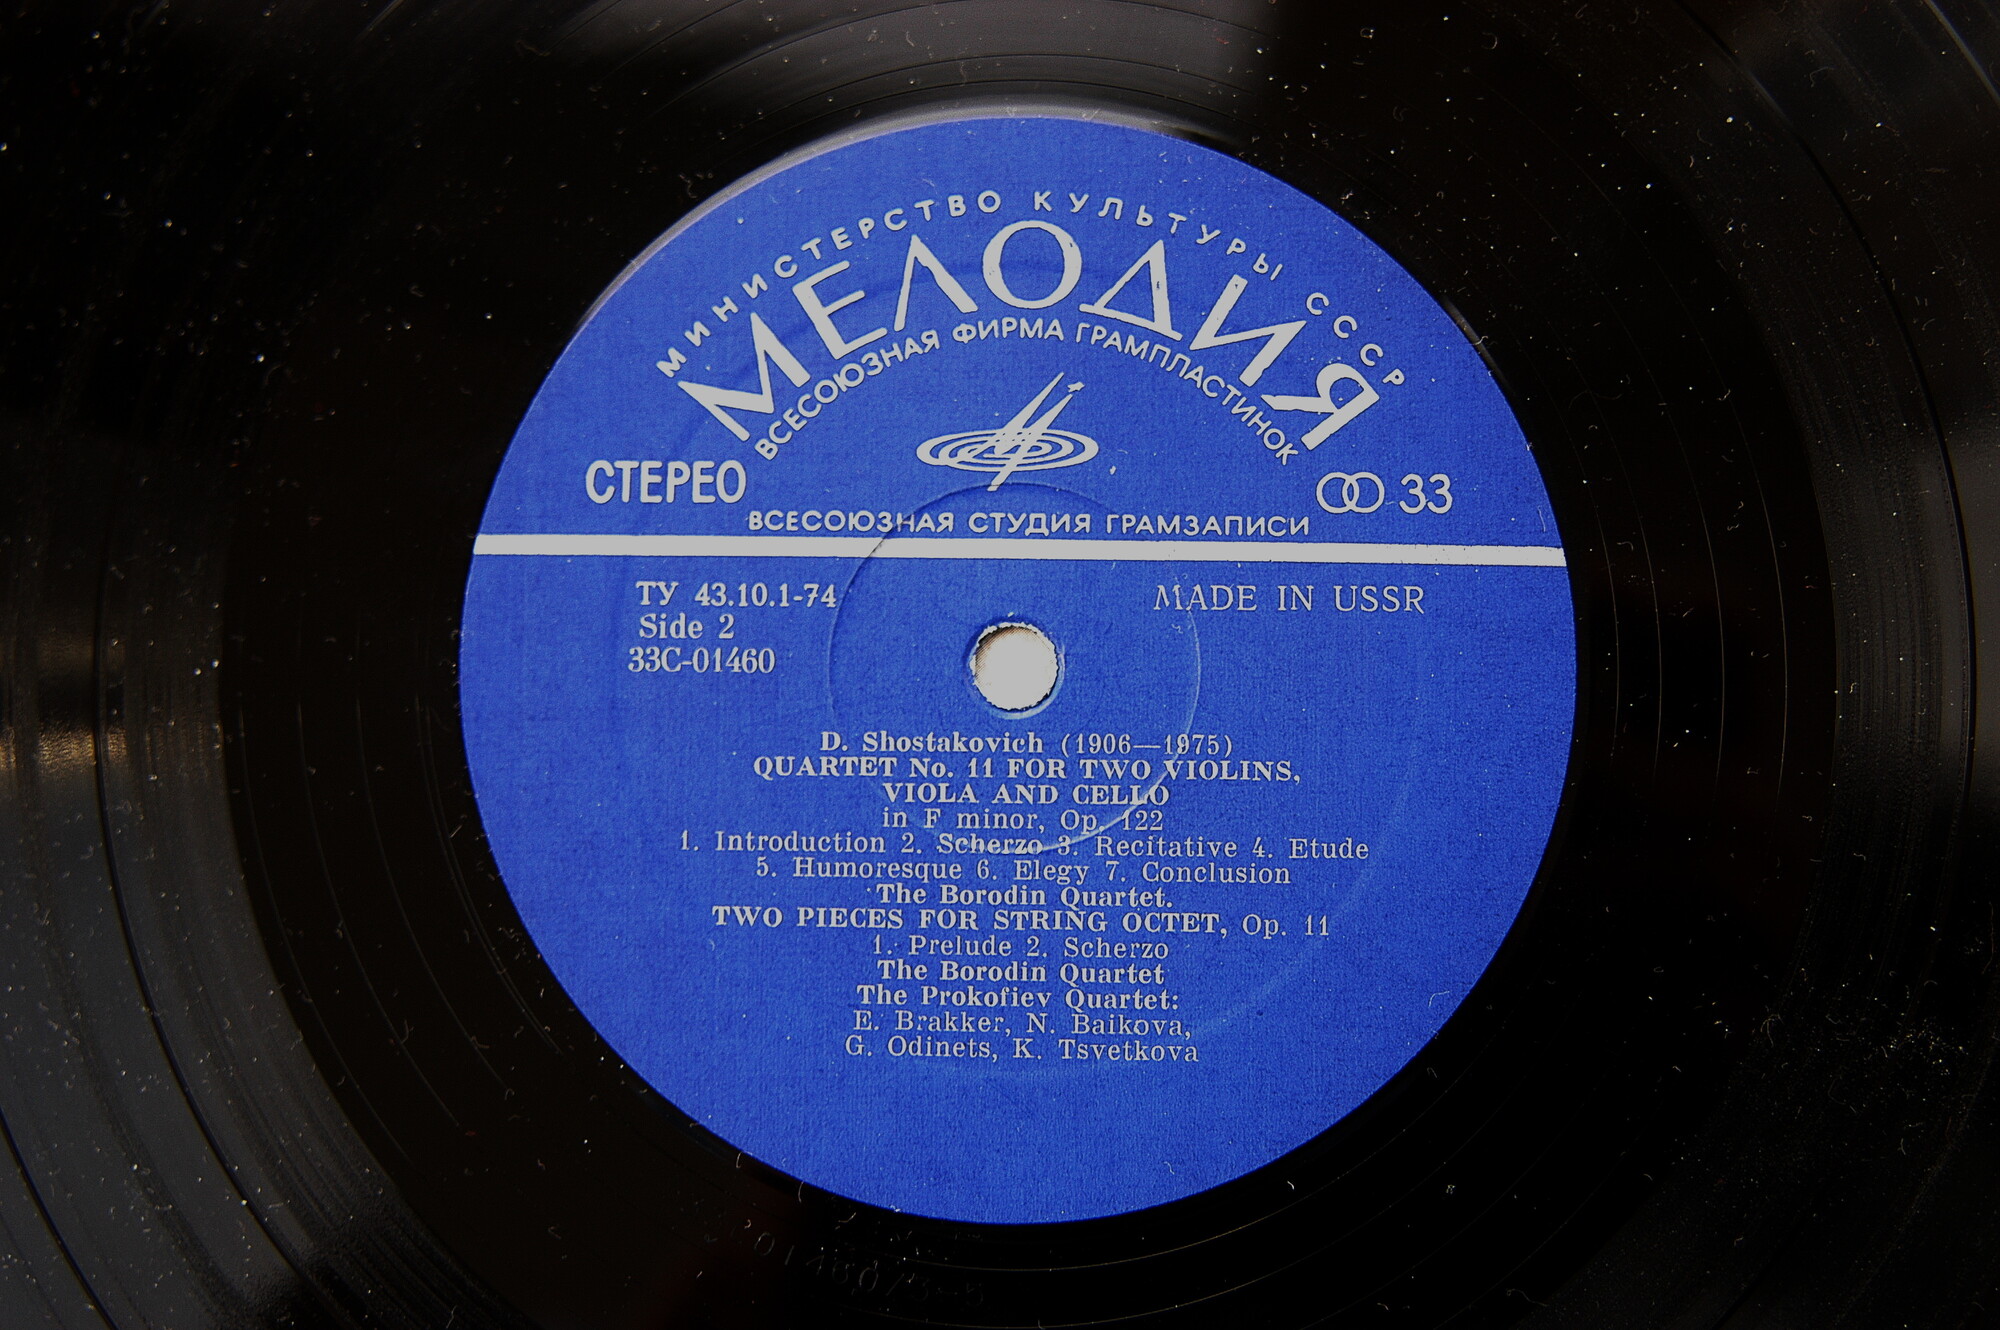 МИНИСТЕРСТВО КУЛЬТУРЫ СССР
МЕЛОДИЯ
ВСЕСОЮЗНАЯ ФИРМА ГРАМПЛАСТИНОК
СТЕРЕО
33
ВСЕСОЮЗНАЯ СТУДИЯ ГРАМЗАПИСИ
ТУ 43.10.1-74
MADE IN USSR
Side 2
33С-01460
D. Shostakovich (1906—1975)
QUARTET No. 11 FOR TWO VIOLINS,
VIOLA AND CELLO
in F minor, Op. 122
1. Introduction 2. Scherzo 3. Recitative 4. Etude
5. Humoresque 6. Elegy 7. Conclusion
The Borodin Quartet.
TWO PIECES FOR STRING OCTET, Op. 11
1. Prelude 2. Scherzo
The Borodin Quartet
The Prokofiev Quartet:
E. Brakker, N. Baikova,
G. Odinets, K. Tsvetkova